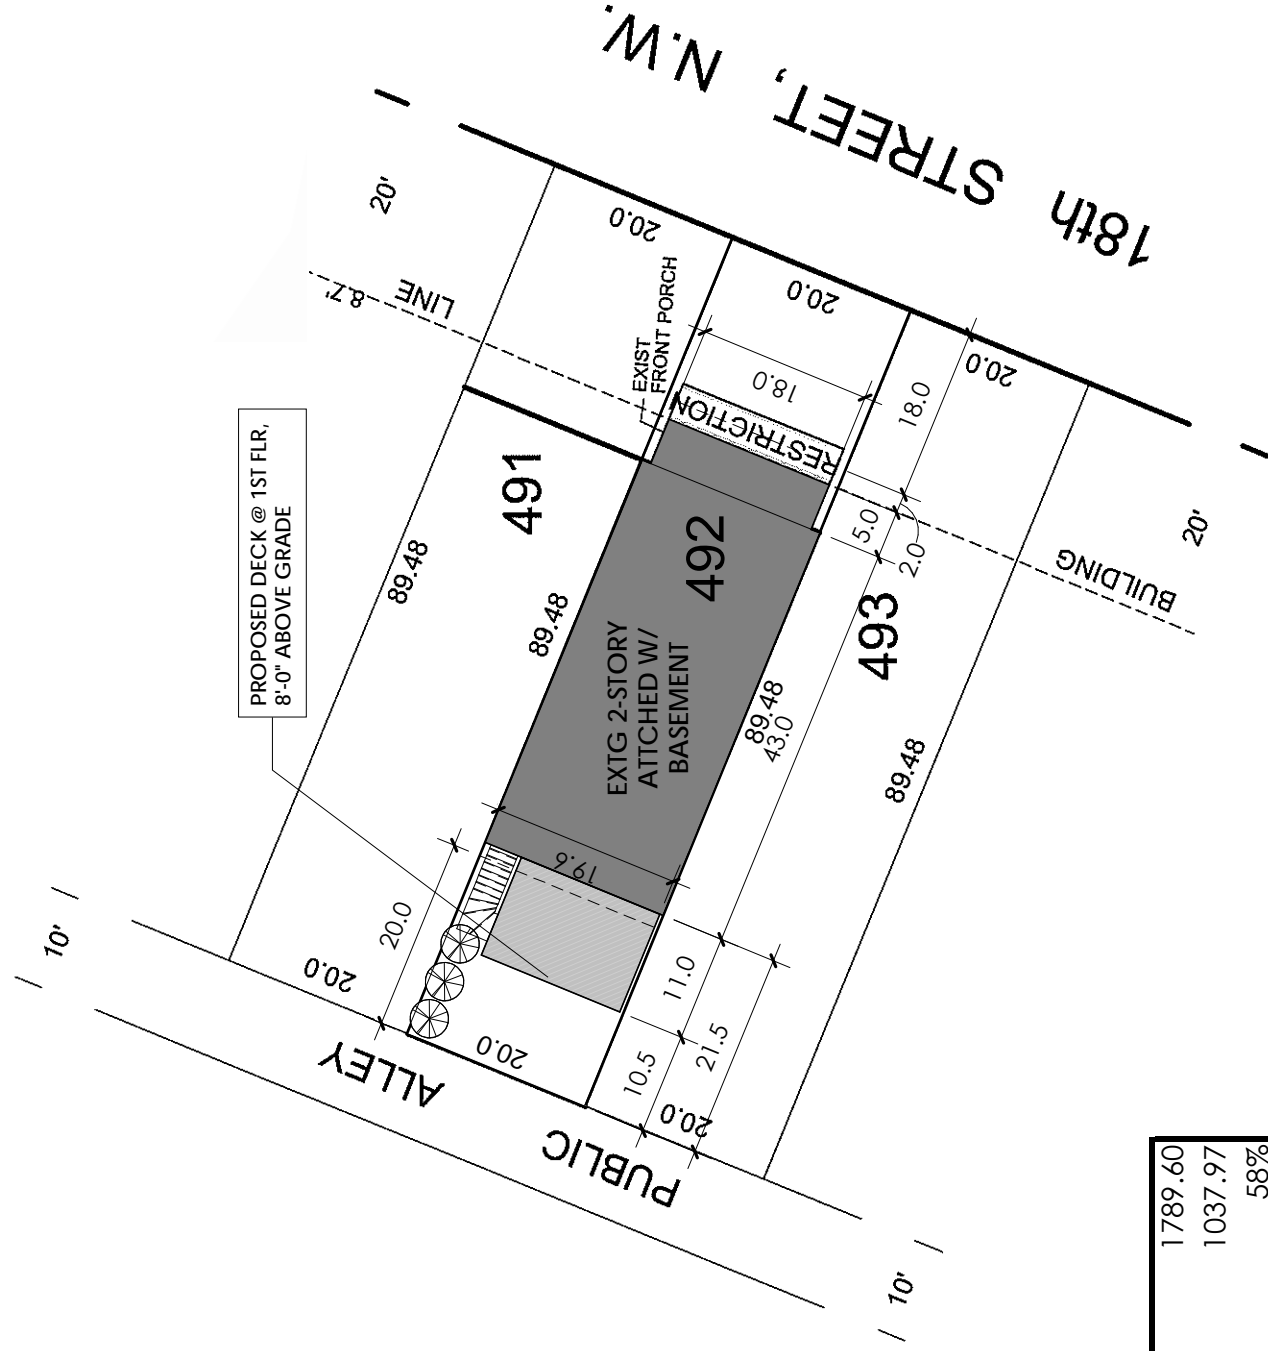 18th STREET, N.W.
20'
8.7'
LINE
20.0
EXIST
FRONT PORCH
20.0
18.0
20.0
18.0
RESTRICTION
PROPOSED DECK @ 1ST FLR,
8'-0" ABOVE GRADE
491
89.48
492
89.48
5.0
2.0
20'
BUILDING
493
EXTG 2-STORY
ATTCHED W/
BASEMENT
89.48
43.0
89.48
19.6
20.0
10'
20.0
11.0
21.5
10.5
20.0
20.0
PUBLIC ALLEY
10'
1789.60
1037.97
58%